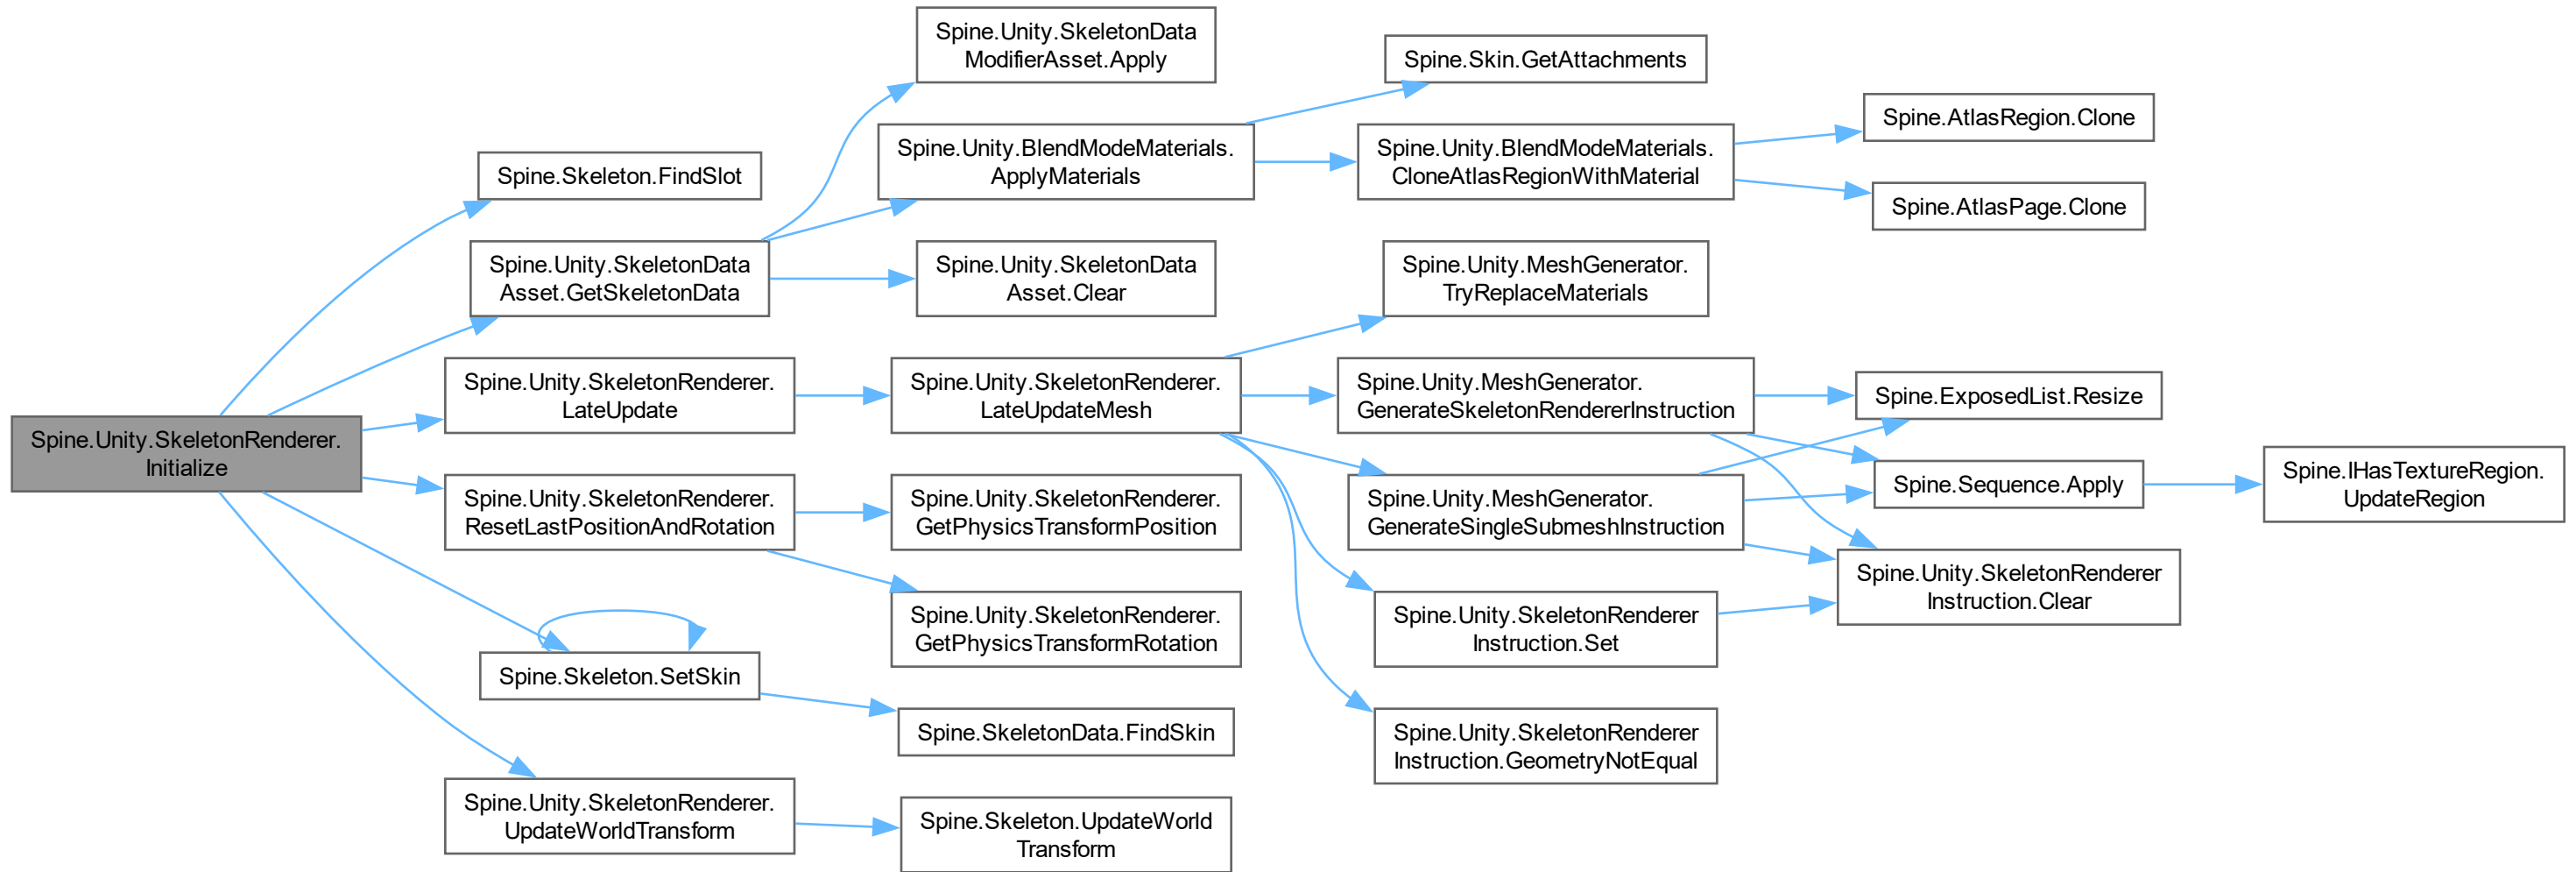 Spine.Unity.SkeletonRenderer.
Initialize
Spine.Skeleton.FindSlot
Spine.Unity.SkeletonData
Asset.GetSkeletonData
Spine.Unity.SkeletonData
ModifierAsset.Apply
Spine.Unity.BlendModeMaterials.
ApplyMaterials
Spine.Skin.GetAttachments
Spine.Unity.BlendModeMaterials.
CloneAtlasRegionWithMaterial
Spine.AtlasRegion.Clone
Spine.AtlasPage.Clone
Spine.Unity.SkeletonData
Asset.Clear
Spine.Unity.SkeletonRenderer.
LateUpdate
Spine.Unity.SkeletonRenderer.
LateUpdateMesh
Spine.Unity.MeshGenerator.
TryReplaceMaterials
Spine.Unity.MeshGenerator.
GenerateSkeletonRendererInstruction
Spine.ExposedList.Resize
Spine.Unity.MeshGenerator.
GenerateSingleSubmeshInstruction
Spine.Sequence.Apply
Spine.IHasTextureRegion.
UpdateRegion
Spine.Unity.SkeletonRenderer
Instruction.Clear
Spine.Unity.SkeletonRenderer
Instruction.Set
Spine.Unity.SkeletonRenderer
Instruction.GeometryNotEqual
Spine.Unity.SkeletonRenderer.
ResetLastPositionAndRotation
Spine.Unity.SkeletonRenderer.
GetPhysicsTransformPosition
Spine.Unity.SkeletonRenderer.
GetPhysicsTransformRotation
Spine.Skeleton.SetSkin
Spine.SkeletonData.FindSkin
Spine.Unity.SkeletonRenderer.
UpdateWorldTransform
Spine.Skeleton.UpdateWorld
Transform